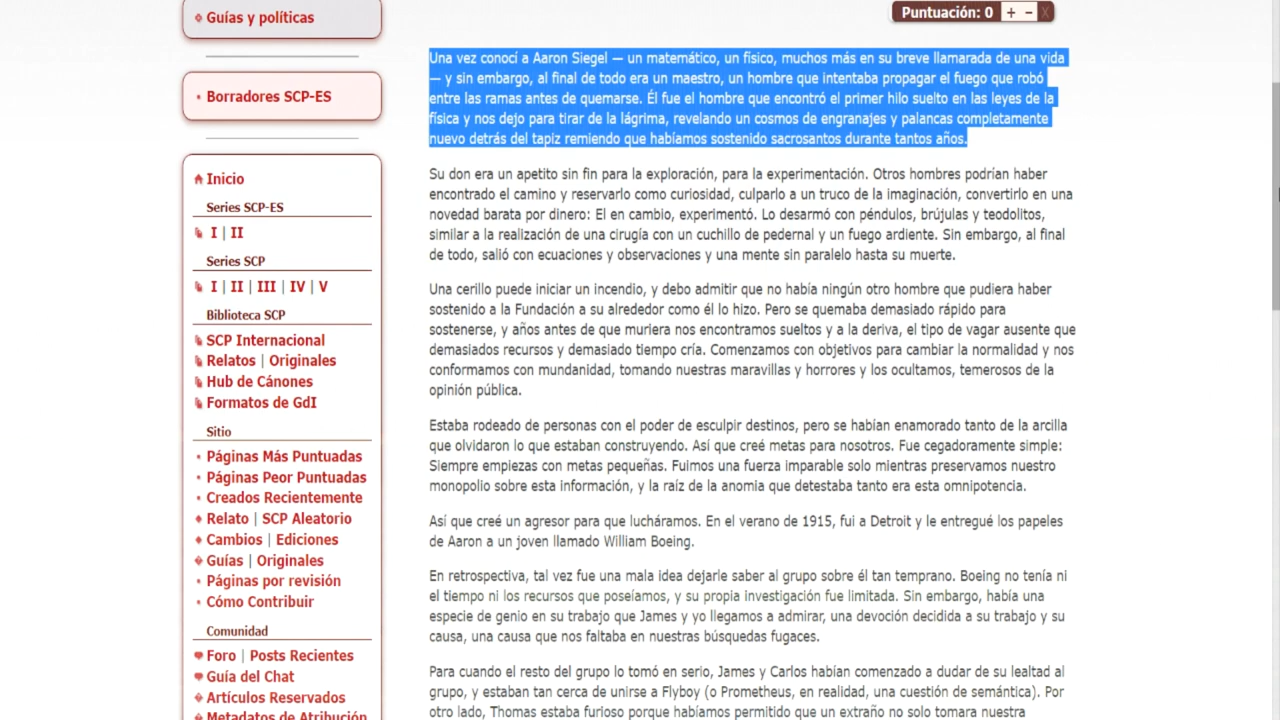 Guías y políticas
Borradores SCP-ES
Inicio
Series SCP-ES
I | II
Series SCP
I | II | III | IV | V
Biblioteca SCP
SCP Internacional
Relatos | Originales
Hub de Cánones
Formatos de GdI
Sitio
Páginas Más Puntuadas
Páginas Peor Puntuadas
Creados Recientemente
Relato | SCP Aleatorio
Cambios | Ediciones
Guías | Originales
Páginas por revisión
Cómo Contribuir
Comunidad
Foro | Posts Recientes
Guía del Chat
Artículos Reservados
Metadatos de Atribución
Puntuación: 0 + − X
Una vez conocí a Aaron Siegel — un matemático, un físico, muchos más en su breve llamarada de una vida
— y sin embargo, al final de todo era un maestro, un hombre que intentaba propagar el fuego que robó
entre las ramas antes de quemarse. Él fue el hombre que encontró el primer hilo suelto en las leyes de la
física y nos dejo para tirar de la lágrima, revelando un cosmos de engranajes y palancas completamente
nuevo detrás del tapiz remiendo que habíamos sostenido sacrosantos durante tantos años.
Su don era un apetito sin fin para la exploración, para la experimentación. Otros hombres podrían haber
encontrado el camino y reservarlo como curiosidad, culparlo a un truco de la imaginación, convertirlo en una
novedad barata por dinero: El en cambio, experimentó. Lo desarmó con péndulos, brújulas y teodolitos,
similar a la realización de una cirugía con un cuchillo de pedernal y un fuego ardiente. Sin embargo, al final
de todo, salió con ecuaciones y observaciones y una mente sin paralelo hasta su muerte.
Una cerillo puede iniciar un incendio, y debo admitir que no había ningún otro hombre que pudiera haber
sostenido a la Fundación a su alrededor como él lo hizo. Pero se quemaba demasiado rápido para
sostenerse, y años antes de que muriera nos encontramos sueltos y a la deriva, el tipo de vagar ausente que
demasiados recursos y demasiado tiempo cría. Comenzamos con objetivos para cambiar la normalidad y nos
conformamos con mundanidad, tomando nuestras maravillas y horrores y los ocultamos, temerosos de la
opinión pública.
Estaba rodeado de personas con el poder de esculpir destinos, pero se habían enamorado tanto de la arcilla
que olvidaron lo que estaban construyendo. Así que creé metas para nosotros. Fue cegadoramente simple:
Siempre empiezas con metas pequeñas. Fuimos una fuerza imparable solo mientras preservamos nuestro
monopolio sobre esta información, y la raíz de la anomia que detestaba tanto era esta omnipotencia.
Así que creé un agresor para que lucháramos. En el verano de 1915, fui a Detroit y le entregué los papeles
de Aaron a un joven llamado William Boeing.
En retrospectiva, tal vez fue una mala idea dejarle saber al grupo sobre él tan temprano. Boeing no tenía ni
el tiempo ni los recursos que poseíamos, y su propia investigación fue limitada. Sin embargo, había una
especie de genio en su trabajo que James y yo llegamos a admirar, una devoción decidida a su trabajo y su
causa, una causa que nos faltaba en nuestras búsquedas fugaces.
Para cuando el resto del grupo lo tomó en serio, James y Carlos habían comenzado a dudar de su lealtad al
grupo, y estaban tan cerca de unirse a Flyboy (o Prometheus, en realidad, una cuestión de semántica). Por
otro lado, Thomas estaba furioso porque habíamos permitido que un extraño no solo tomara nuestra